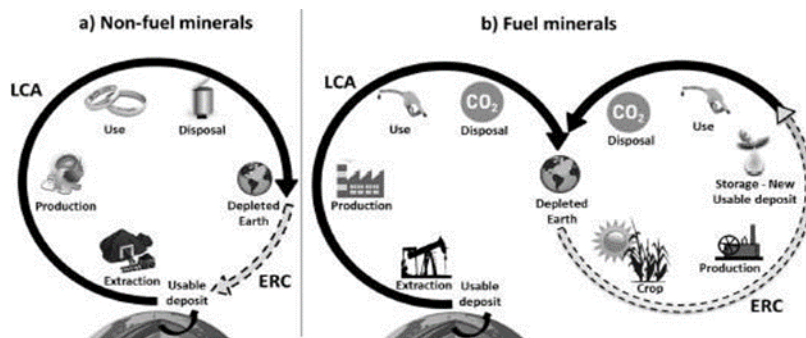 a) Non-fuel minerals
LCA
Use
Disposal
Production
Depleted
Earth
Extraction
Usable
deposit
ERC
b) Fuel minerals
LCA
Use
CO₂
Disposal
Production
Depleted
Earth
Extraction
Usable
deposit
CO₂
Disposal
Use
Storage - New
Usable deposit
Production
Crop
ERC